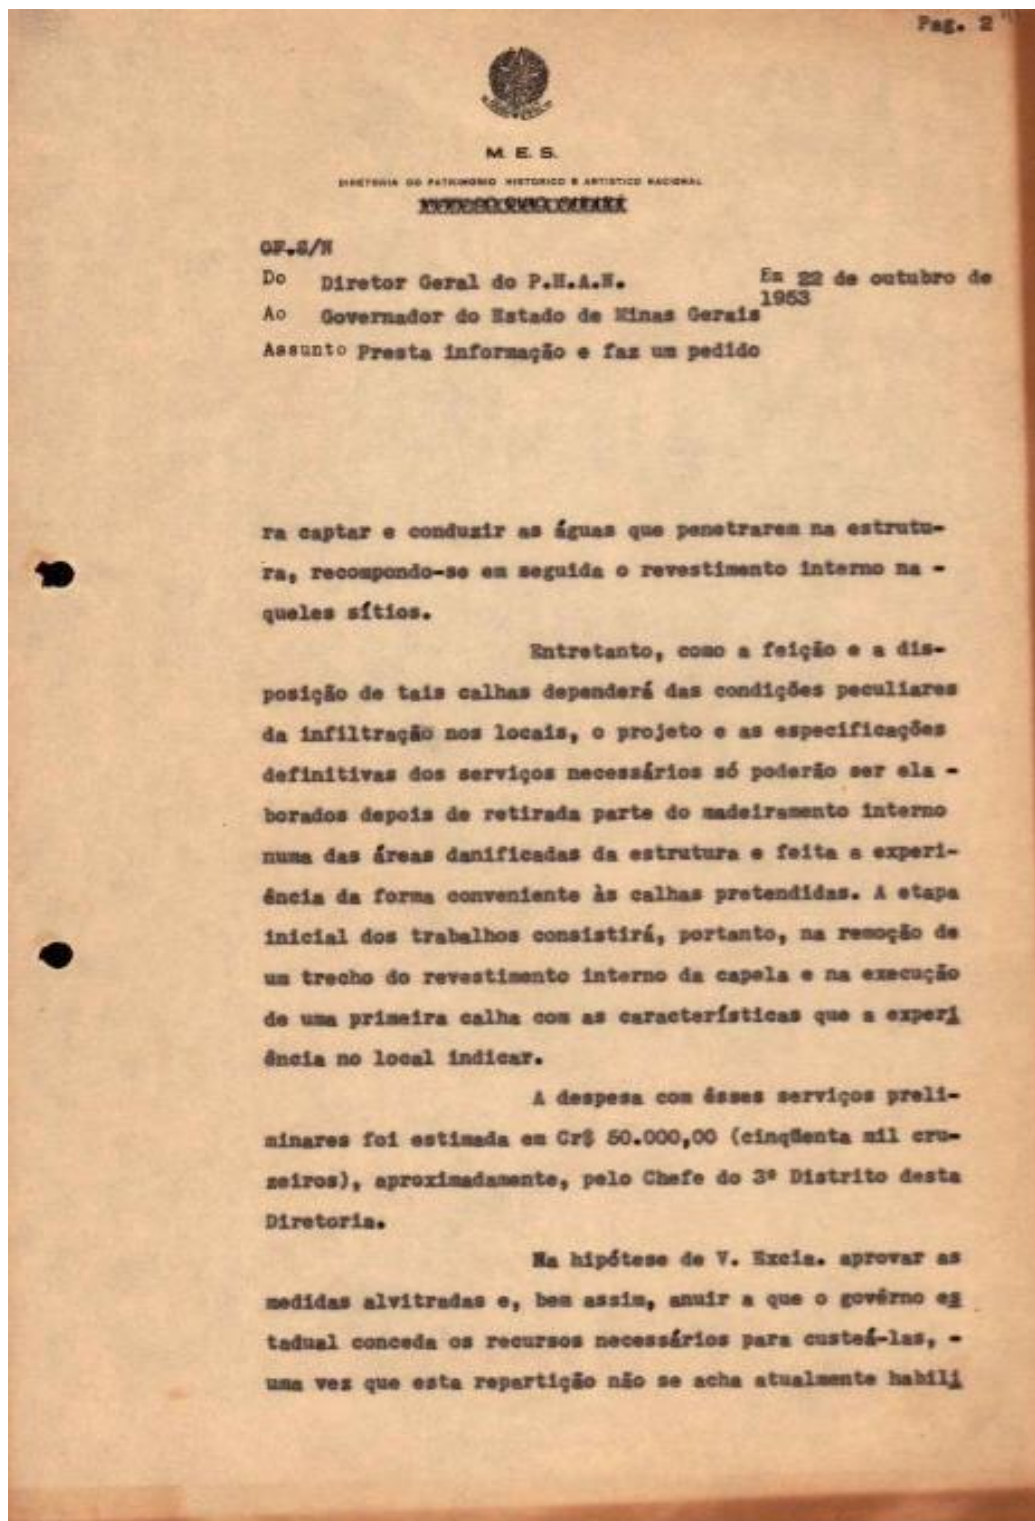 Pag. 2
M. E. S.
DIRETORIA DO PATRIMONIO HISTORICO E ARTISTICO NACIONAL
OF.S/N
Do Diretor Geral do P.H.A.N. Em 22 de outubro de
1953
Ao Governador do Estado de Minas Gerais
Assunto Presta informação e faz um pedido
ra captar e conduzir as águas que penetrarem na estrutu-
ra, recompondo-se em seguida o revestimento interno na -
queles sítios.
Entretanto, como a feição e a dis-
posição de tais calhas dependerá das condições peculiares
da infiltração nos locais, o projeto e as especificações
definitivas dos serviços necessários só poderão ser ela -
borados depois de retirada parte do madeiramento interno
numa das áreas danificadas da estrutura e feita a experi-
ência da forma conveniente às calhas pretendidas. A etapa
inicial dos trabalhos consistirá, portanto, na remoção de
um trecho do revestimento interno da capela e na execução
de uma primeira calha com as características que a experi
ência no local indicar.
A despesa com êsses serviços preli-
minares foi estimada em Cr$ 50.000,00 (cinqüenta mil cru-
zeiros), aproximadamente, pelo Chefe do 3º Distrito desta
Diretoria.
Na hipótese de V. Excia. aprovar as
medidas alvitradas e, bem assim, anuir a que o govêrno es
tadual conceda os recursos necessários para custeá-las, -
uma vez que esta repartição não se acha atualmente habili